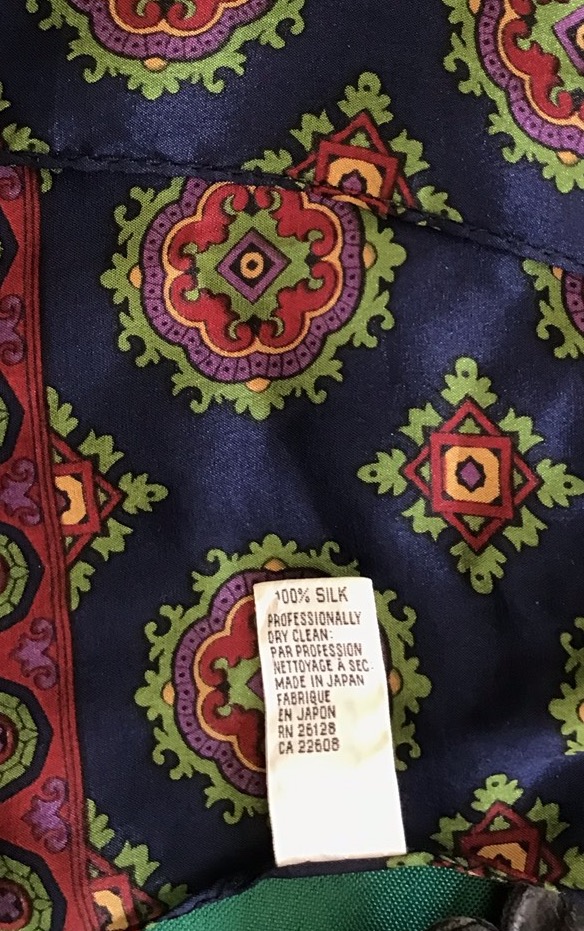 100% SILK
PROFESSIONALLY
DRY CLEAN:
PAR PROFESSION
NETTOYAGE À SEC.
MADE IN JAPAN
FABRIQUE
EN JAPON
RN 26128
CA 22608